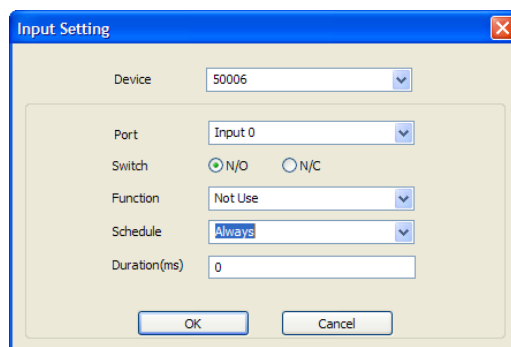 Input Setting
Device 50006
Port Input 0
Switch N/O N/C
Function Not Use
Schedule Always
Duration(ms) 0
OK Cancel